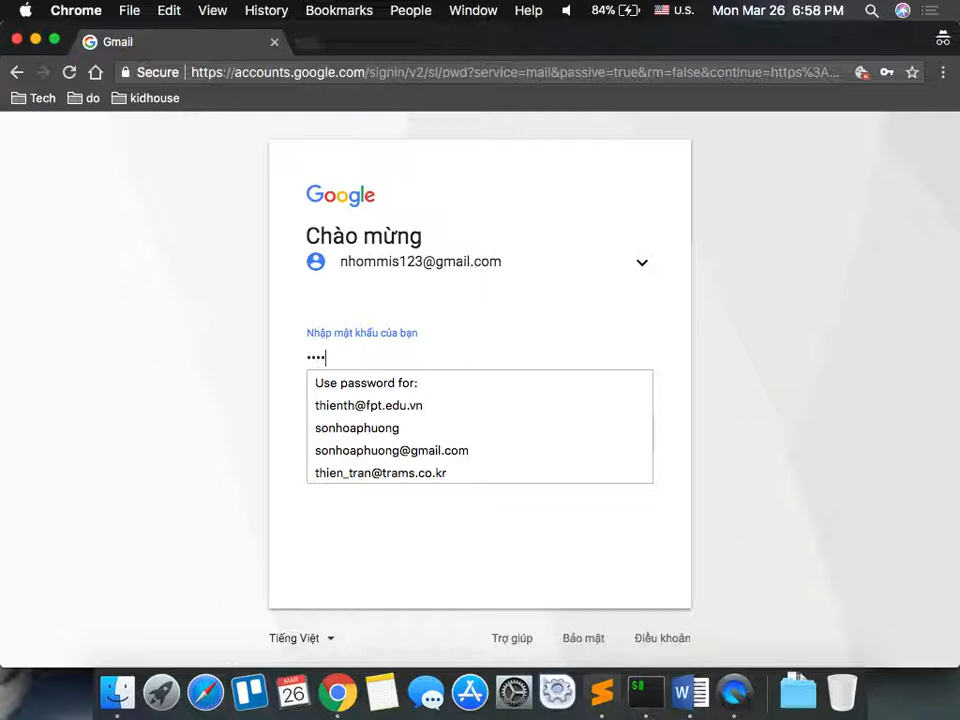 Chrome File Edit View History Bookmarks People Window Help 84% U.S. Mon Mar 26 6:58 PM
Gmail
Secure https://accounts.google.com/signin/v2/sl/pwd?service=mail&passive=true&rm=false&continue=https%3A...
Tech do kidhouse
Google
Chào mừng
nhommis123@gmail.com
Nhập mật khẩu của bạn
••••
Use password for:
thienth@fpt.edu.vn
sonhoaphuong
sonhoaphuong@gmail.com
thien_tran@trams.co.kr
Tiếng Việt Trợ giúp Bảo mật Điều khoản
MAR
26
$
W